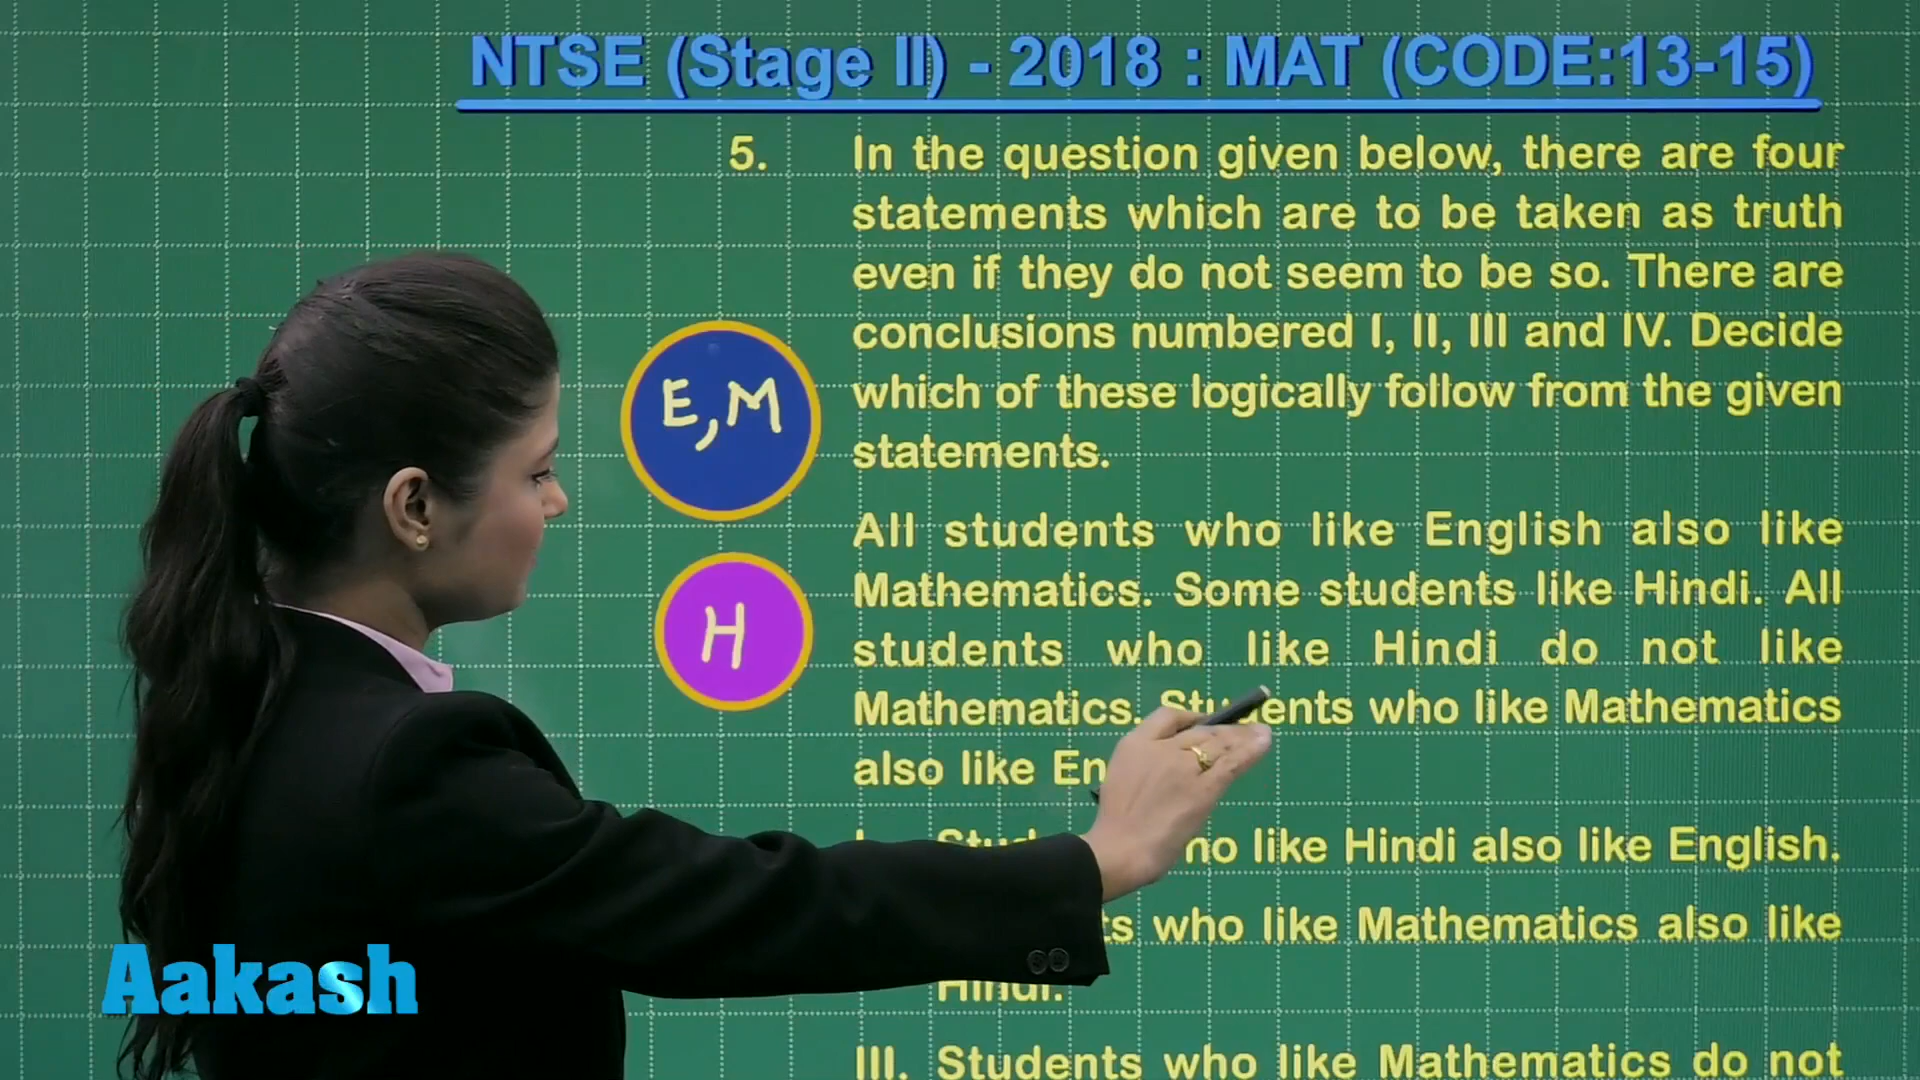 NTSE (Stage II) - 2018 : MAT (CODE:13-15)
5. In the question given below, there are four
statements which are to be taken as truth
even if they do not seem to be so. There are
conclusions numbered I, II, III and IV. Decide
which of these logically follow from the given
statements.
E, M
All students who like English also like
Mathematics. Some students like Hindi. All
students who like Hindi do not like
H
Mathematics. Students who like Mathematics
also like En
like Hindi also like English.
who like Mathematics also like
Hindi.
III. Students who like Mathematics do not
Aakash